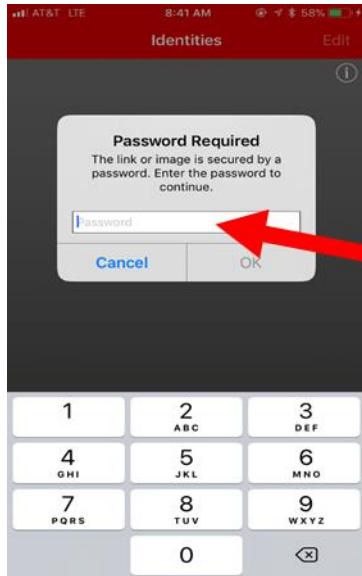 AT&T LTE 8:41 AM 58%
Identities Edit
i
Password Required
The link or image is secured by a
password. Enter the password to
continue.
Password
Cancel OK
1 2 3
ABC DEF
4 5 6
GHI JKL MNO
7 8 9
PQRS TUV WXYZ
0